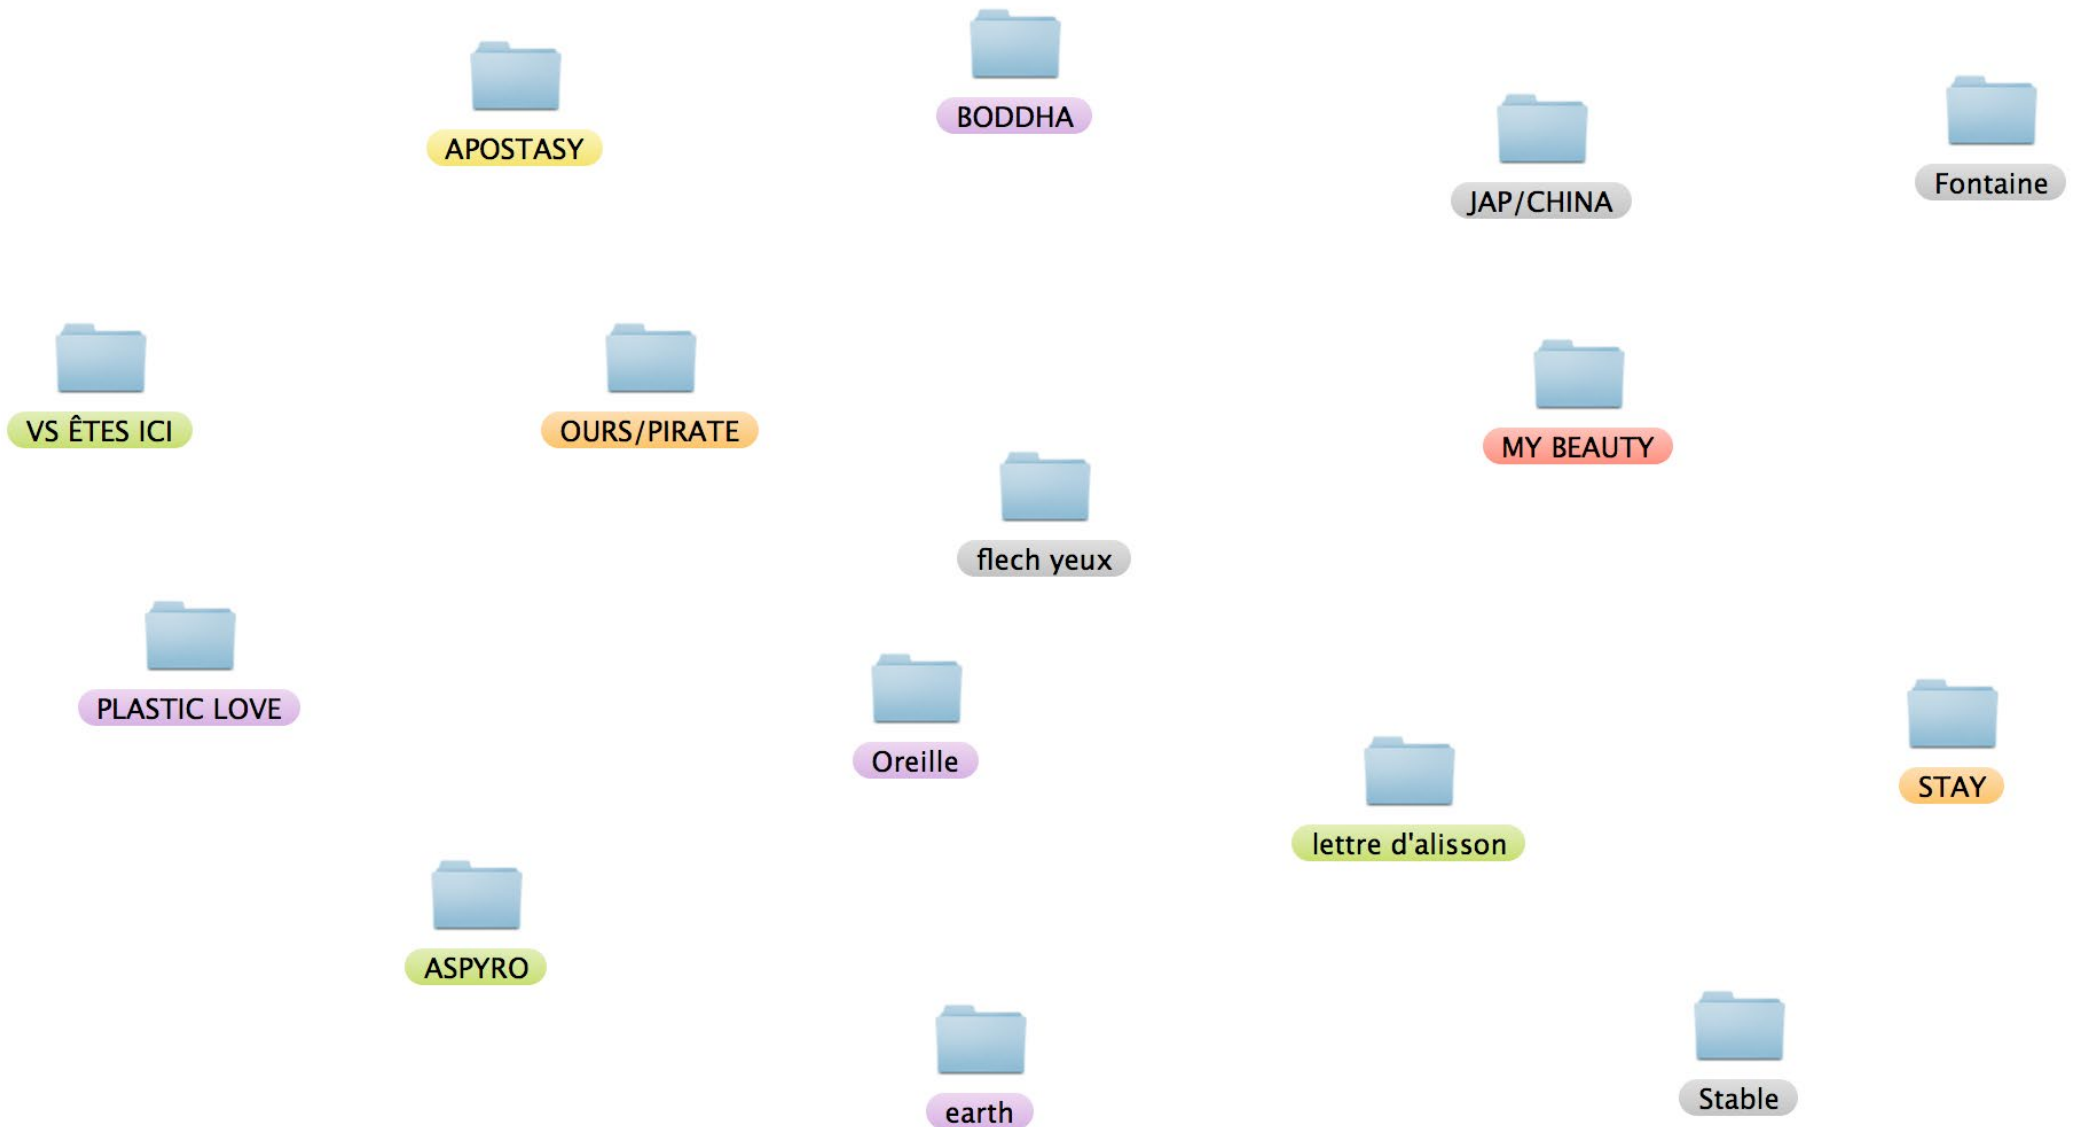 BODDHA
APOSTASY
Fontaine
JAP/CHINA
VS ÊTES ICI
OURS/PIRATE
MY BEAUTY
flech yeux
PLASTIC LOVE
Oreille
STAY
lettre d'alisson
ASPYRO
Stable
earth